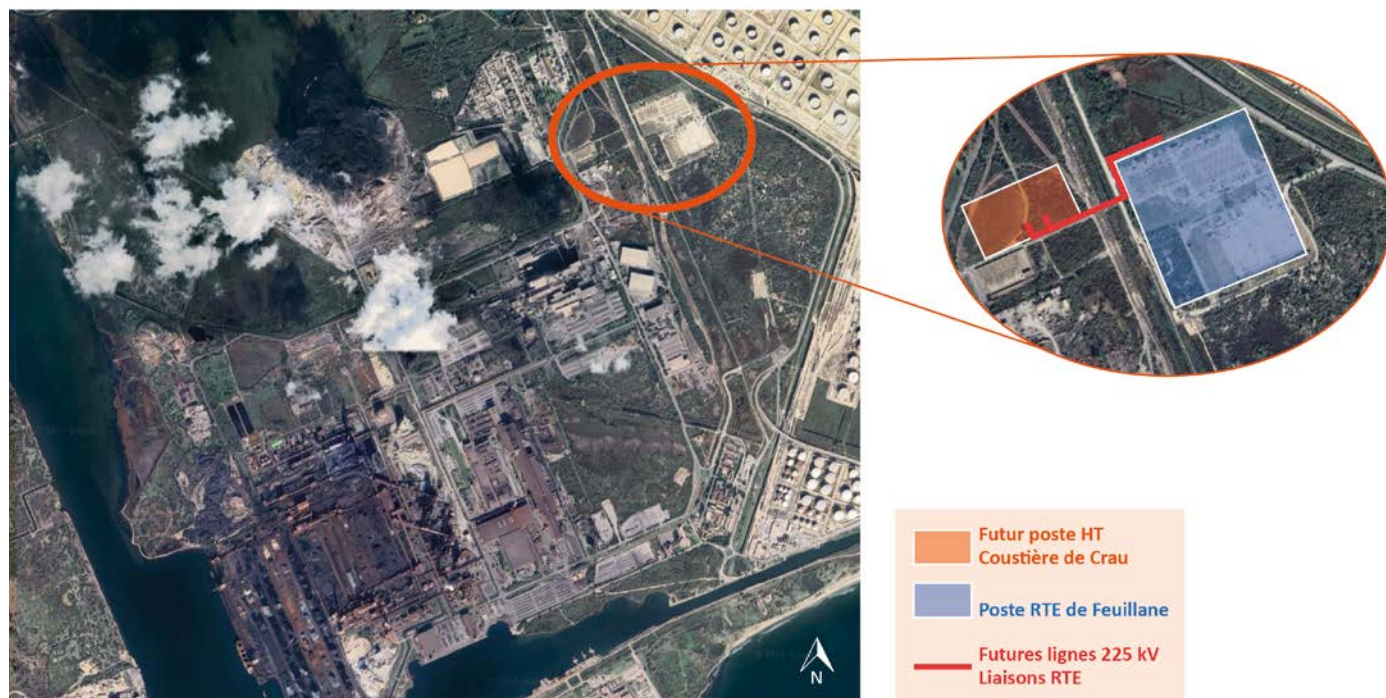 N
Futur poste HT
Coustière de Crau
Poste RTE de Feuillane
Futures lignes 225 kV
Liaisons RTE